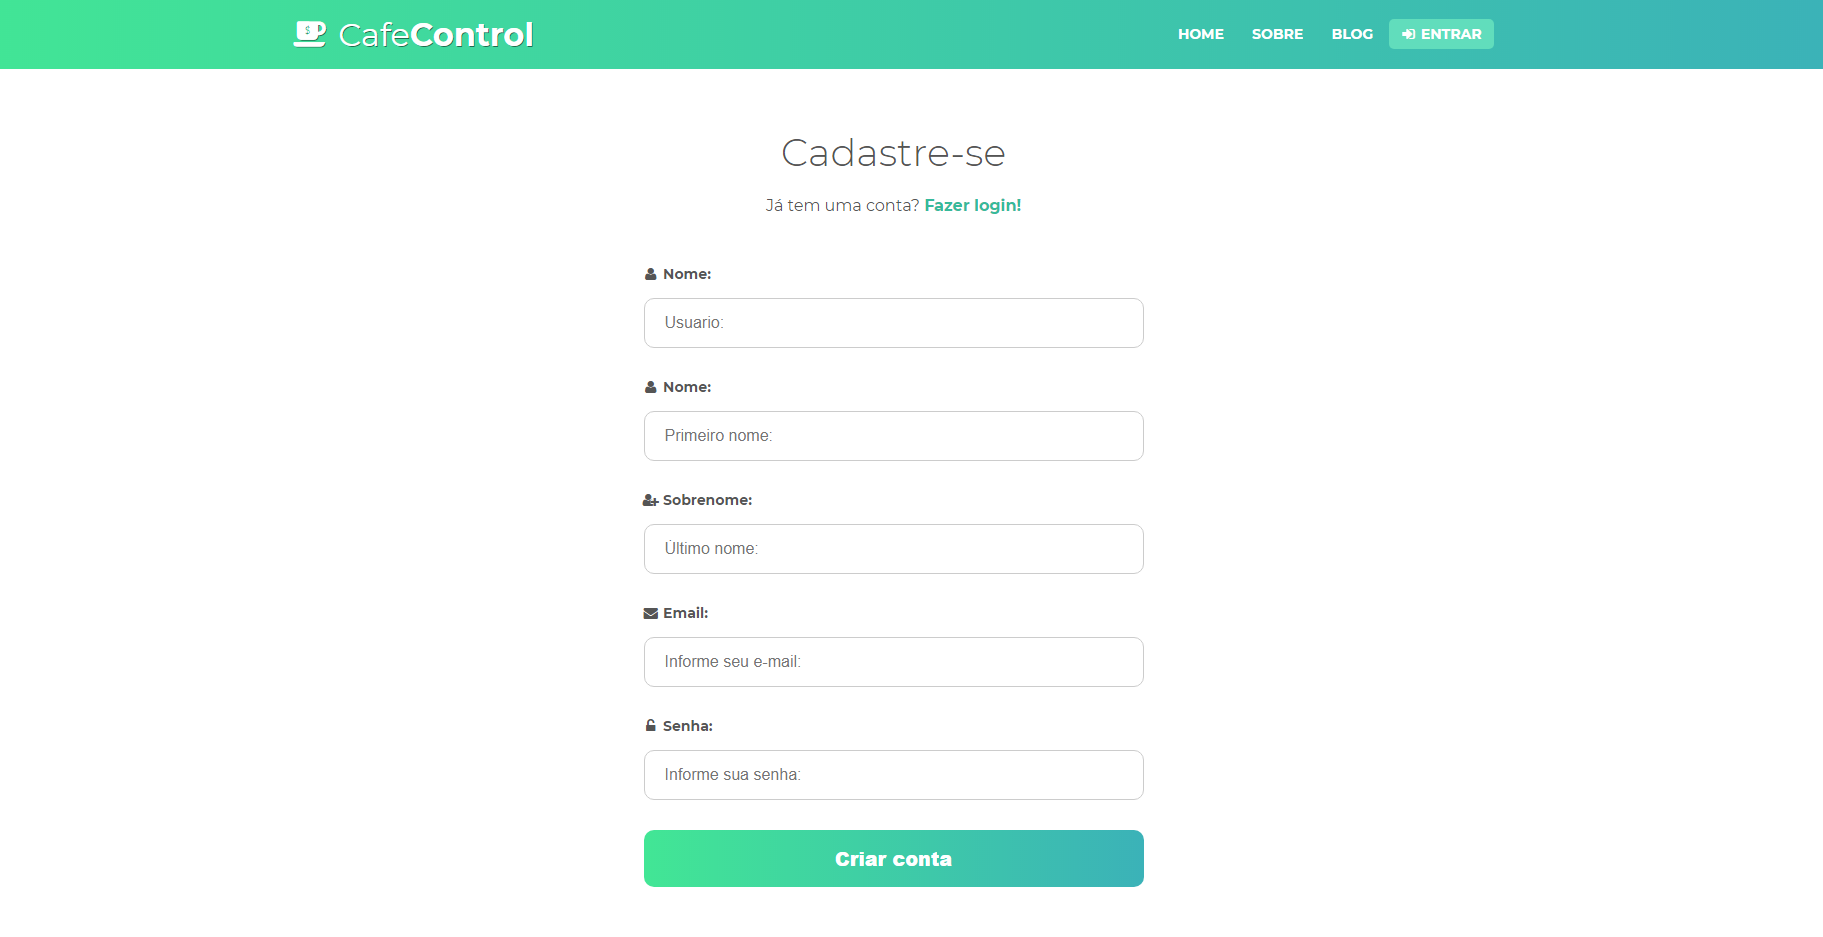 CafeControl
HOME SOBRE BLOG ENTRAR
Cadastre-se
Já tem uma conta? Fazer login!
Nome:
Usuario:
Nome:
Primeiro nome:
Sobrenome:
Último nome:
Email:
Informe seu e-mail:
Senha:
Informe sua senha:
Criar conta